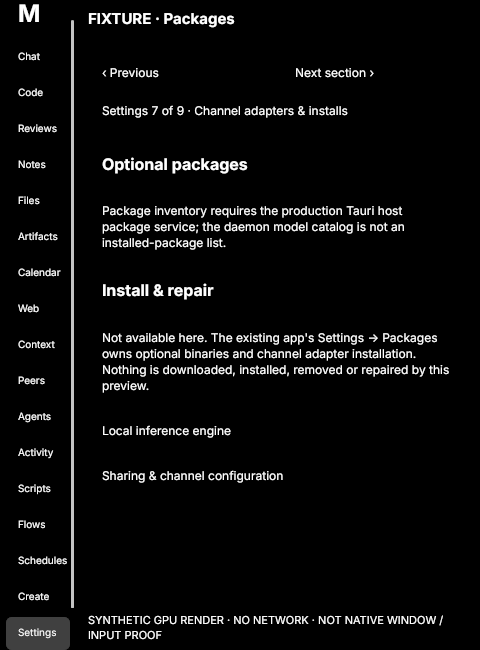 M
Chat
Code
Reviews
Notes
Files
Artifacts
Calendar
Web
Context
Peers
Agents
Activity
Scripts
Flows
Schedules
Create
Settings
FIXTURE · Packages
‹ Previous
Next section ›
Settings 7 of 9 · Channel adapters & installs
Optional packages
Package inventory requires the production Tauri host
package service; the daemon model catalog is not an
installed-package list.
Install & repair
Not available here. The existing app's Settings → Packages
owns optional binaries and channel adapter installation.
Nothing is downloaded, installed, removed or repaired by this
preview.
Local inference engine
Sharing & channel configuration
SYNTHETIC GPU RENDER · NO NETWORK · NOT NATIVE WINDOW /
INPUT PROOF